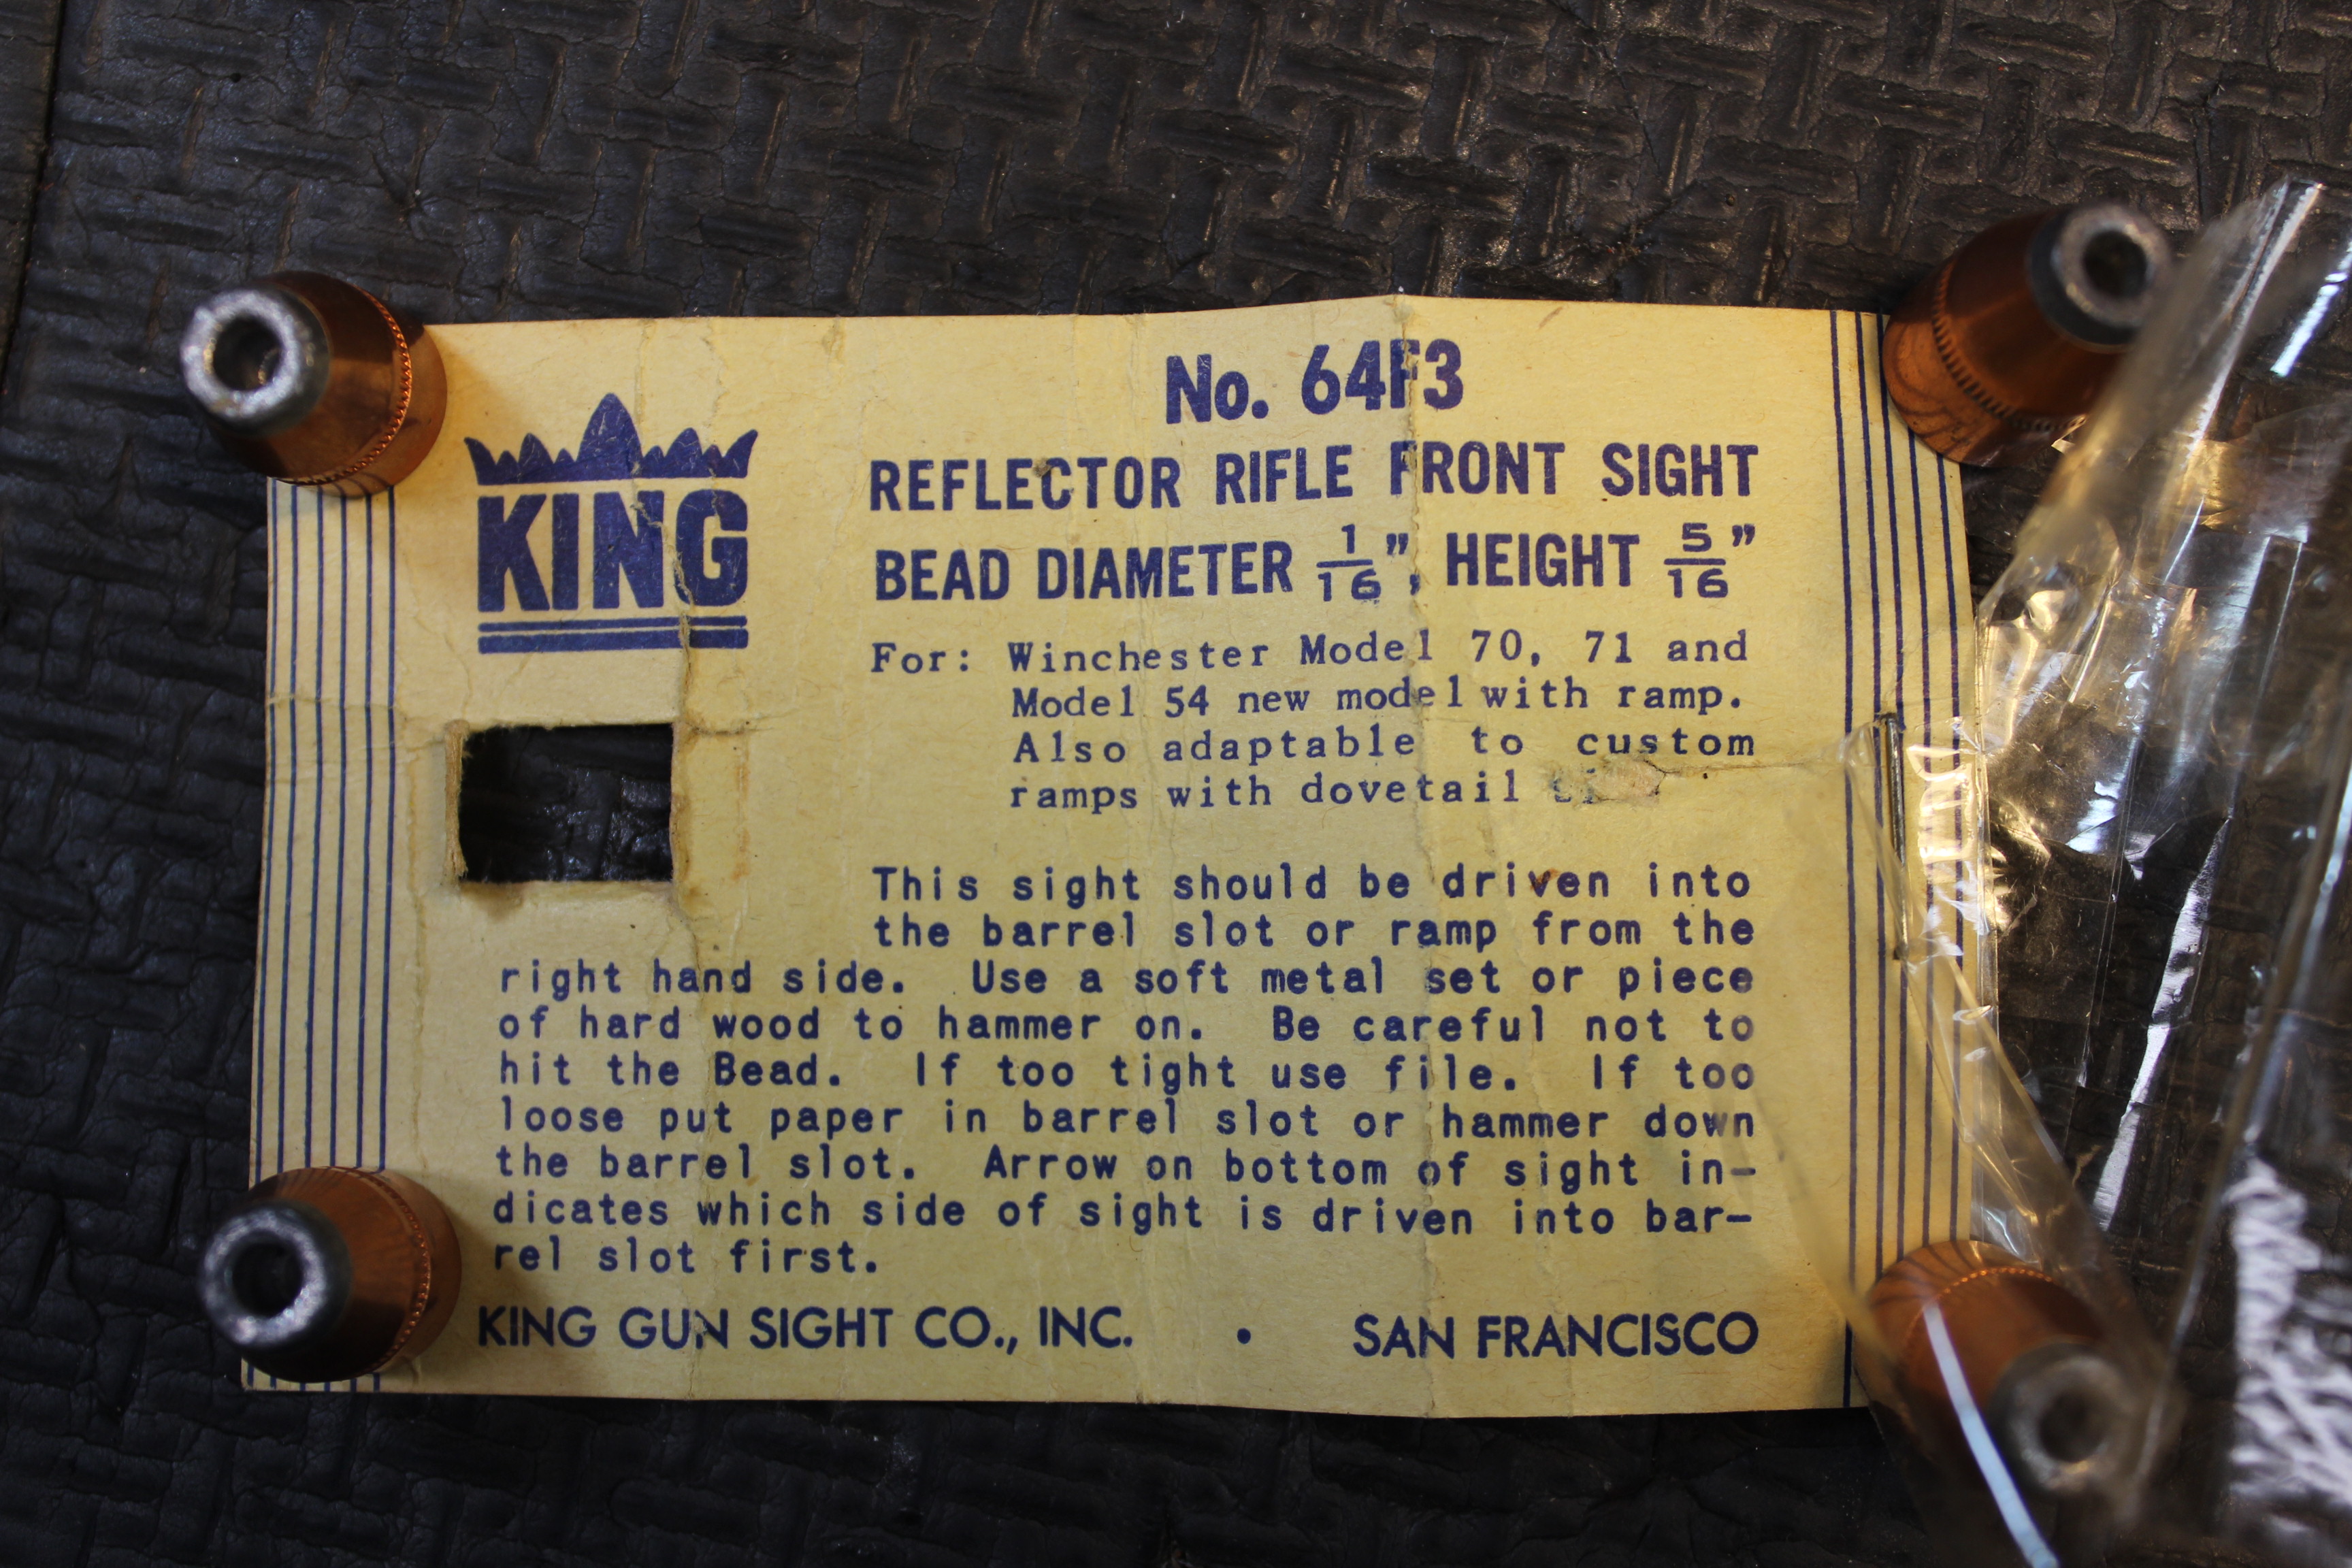 No. 64F3
KING
REFLECTOR RIFLE FRONT SIGHT
BEAD DIAMETER 1/16", HEIGHT 5/16"
For: Winchester Model 70, 71 and
Model 54 new model with ramp.
Also adaptable to custom
ramps with dovetail
This sight should be driven into
the barrel slot or ramp from the
right hand side. Use a soft metal set or piece
of hard wood to hammer on. Be careful not to
hit the Bead. If too tight use file. If too
loose put paper in barrel slot or hammer down
the barrel slot. Arrow on bottom of sight in-
dicates which side of sight is driven into bar-
rel slot first.
KING GUN SIGHT CO., INC. • SAN FRANCISCO